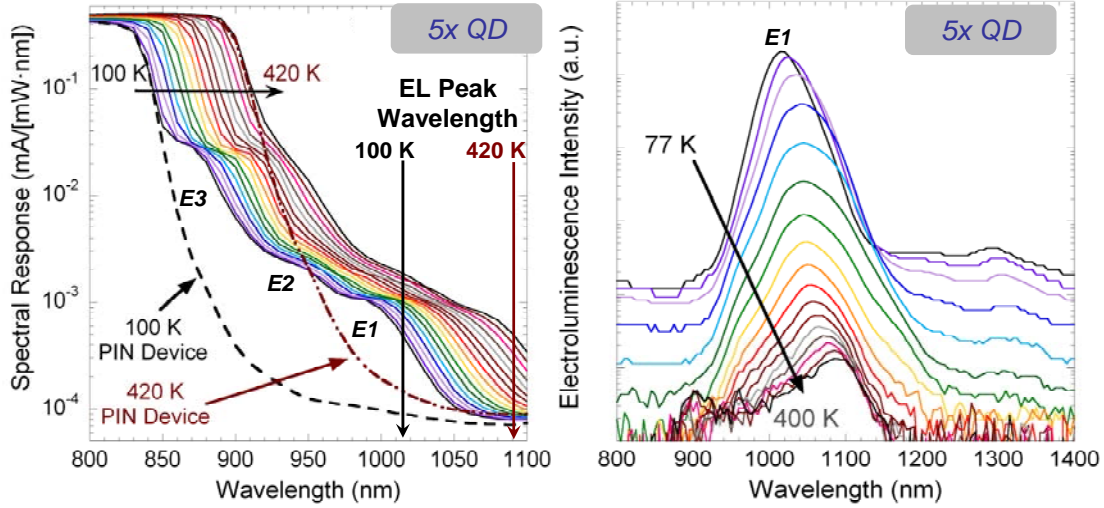 5x QD
Spectral Response (mA/[mW·nm])
10⁻¹
10⁻²
10⁻³
10⁻⁴
100 K
420 K
EL Peak
Wavelength
100 K
420 K
E3
E2
E1
100 K
PIN Device
420 K
PIN Device
800 850 900 950 1000 1050 1100
Wavelength (nm)
5x QD
Electroluminescence Intensity (a.u.)
E1
77 K
400 K
800 900 1000 1100 1200 1300 1400
Wavelength (nm)